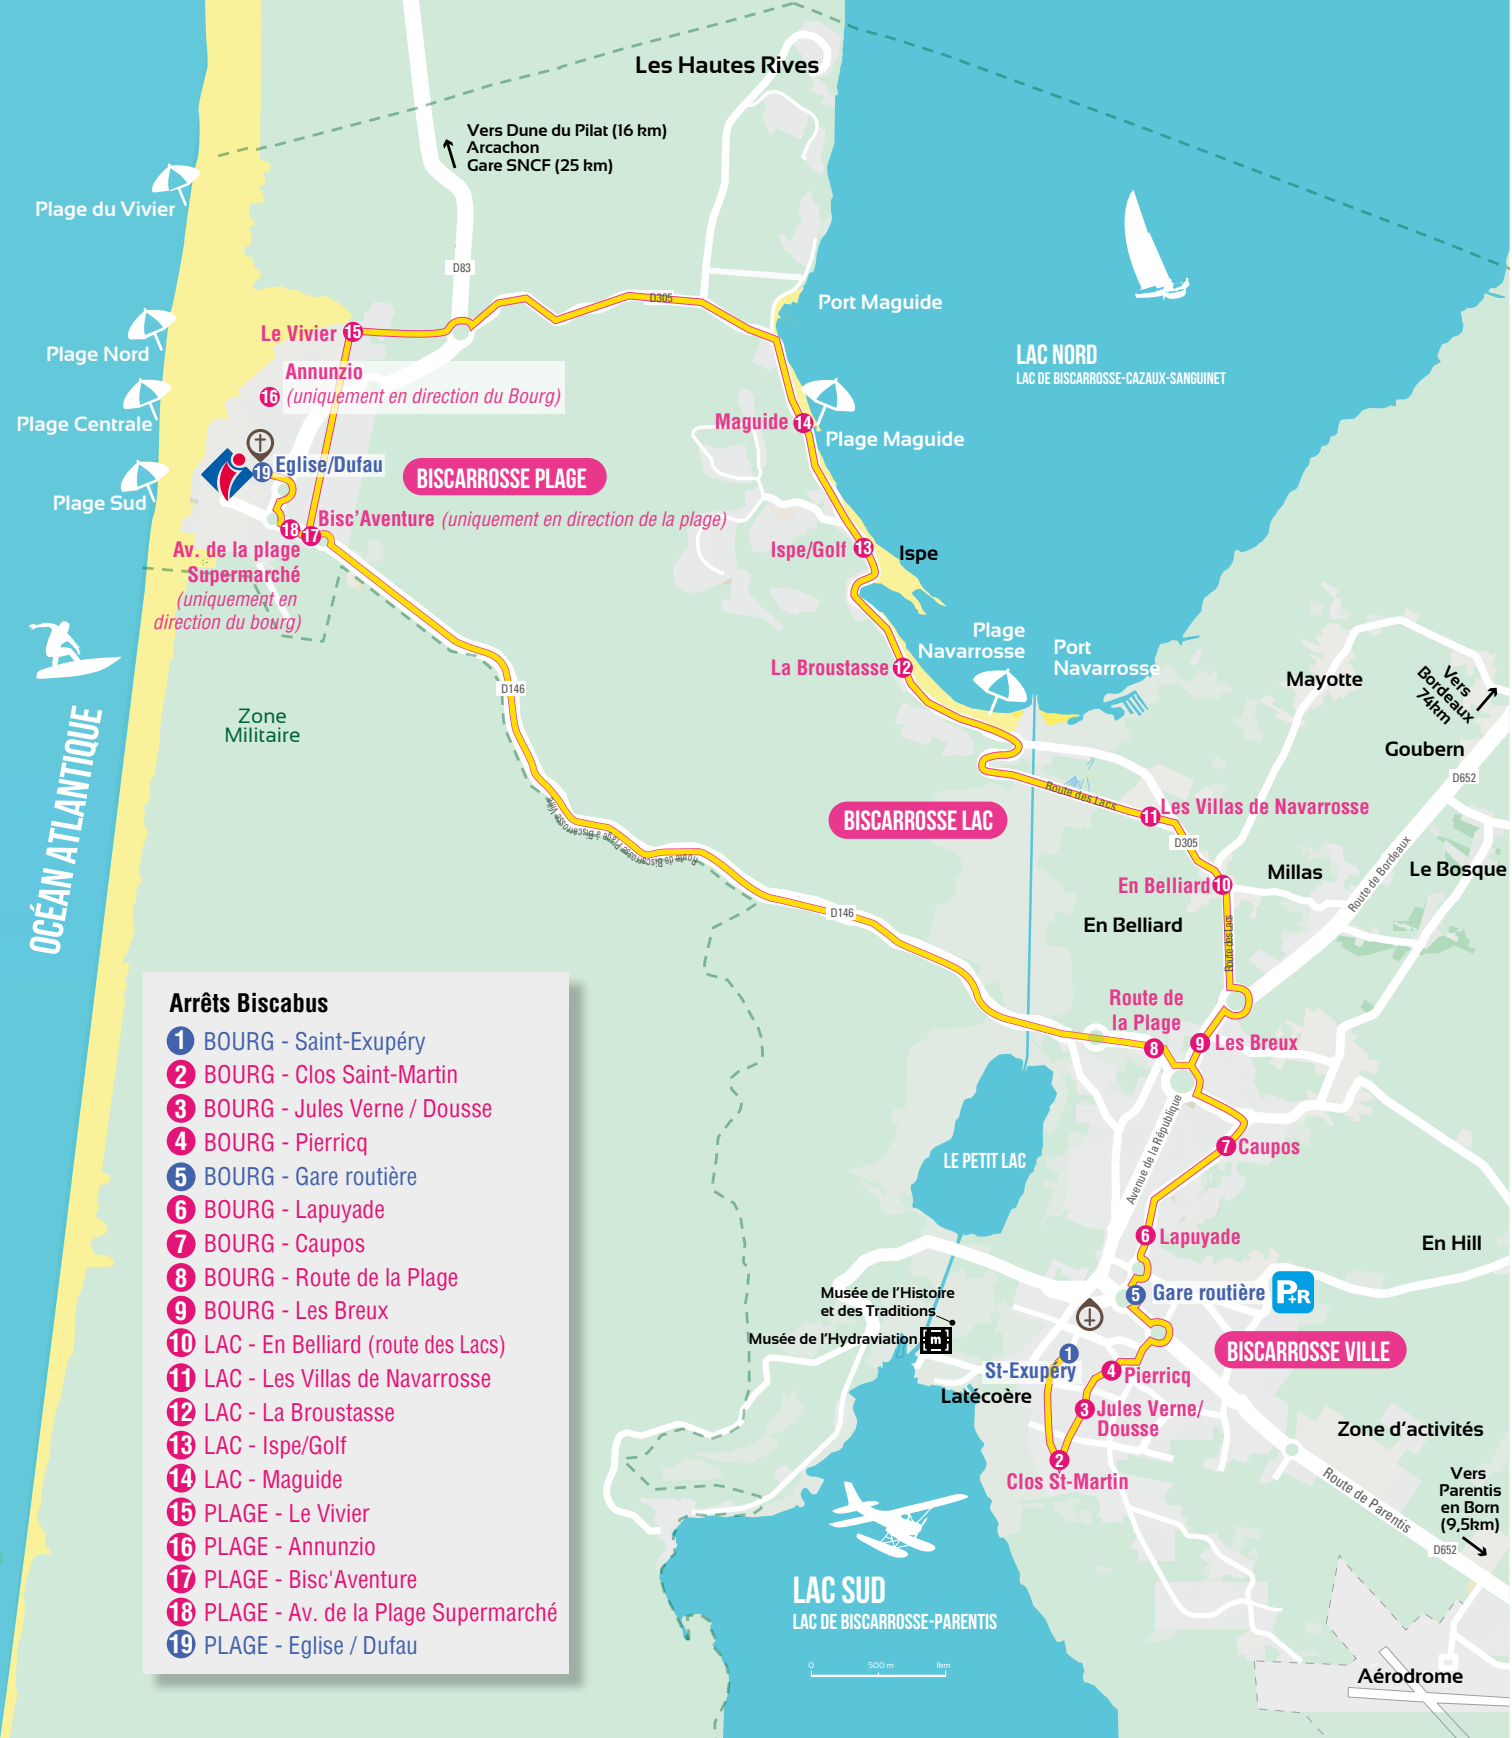 Les Hautes Rives
Vers Dune du Pilat (16 km)
Arcachon
Gare SNCF (25 km)
Plage du Vivier
D83
D305
Port Maguide
Plage Nord
Le Vivier 15
LAC NORD
LAC DE BISCARROSSE-CAZAUX-SANGUINET
Annunzio
16 (uniquement en direction du Bourg)
Plage Centrale
Maguide 14
Plage Maguide
19 Eglise/Dufau
BISCARROSSE PLAGE
Plage Sud
Bisc'Aventure (uniquement en direction de la plage)
18 17
Av. de la plage
Supermarché
(uniquement en
direction du bourg)
Ispe/Golf 13
Ispe
Plage
Navarrosse
Port
Navarrosse
La Broustasse 12
Mayotte
Vers
Bordeaux
74km
D146
Zone
Militaire
Goubern
D652
OCÉAN ATLANTIQUE
Route de Biscarrosse Plage à Biscarrosse Ville
BISCARROSSE LAC
Route des Lacs
11 Les Villas de Navarrosse
D305
Millas
Route de Bordeaux
Le Bosque
En Belliard 10
D146
En Belliard
Route des Lacs
Route de
la Plage
8
9 Les Breux
Avenue de la République
7 Caupos
LE PETIT LAC
6 Lapuyade
En Hill
Musée de l'Histoire
et des Traditions
Musée de l'Hydraviation
m
5 Gare routière
P+R
BISCARROSSE VILLE
1
St-Exupéry
4 Pierricq
Latécoère
3 Jules Verne/
Dousse
2
Clos St-Martin
Zone d'activités
Vers
Parentis
en Born
(9,5km)
Route de Parentis
D652
LAC SUD
LAC DE BISCARROSSE-PARENTIS
0 500 m 1km
Aérodrome
Arrêts Biscabus
1 BOURG - Saint-Exupéry
2 BOURG - Clos Saint-Martin
3 BOURG - Jules Verne / Dousse
4 BOURG - Pierricq
5 BOURG - Gare routière
6 BOURG - Lapuyade
7 BOURG - Caupos
8 BOURG - Route de la Plage
9 BOURG - Les Breux
10 LAC - En Belliard (route des Lacs)
11 LAC - Les Villas de Navarrosse
12 LAC - La Broustasse
13 LAC - Ispe/Golf
14 LAC - Maguide
15 PLAGE - Le Vivier
16 PLAGE - Annunzio
17 PLAGE - Bisc'Aventure
18 PLAGE - Av. de la Plage Supermarché
19 PLAGE - Eglise / Dufau